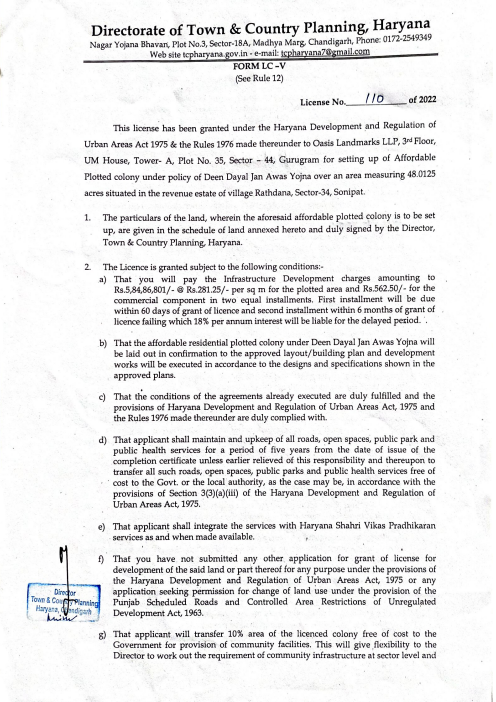 Directorate of Town & Country Planning, Haryana
Nagar Yojana Bhavan, Plot No.3, Sector-18A, Madhya Marg, Chandigarh, Phone: 0172-2549349
Web site tcpharyana.gov.in - e-mail: tcpharyana7@gmail.com
FORM LC -V
(See Rule 12)
License No. 110 of 2022
This license has been granted under the Haryana Development and Regulation of
Urban Areas Act 1975 & the Rules 1976 made thereunder to Oasis Landmarks LLP, 3rd Floor,
UM House, Tower- A, Plot No. 35, Sector – 44, Gurugram for setting up of Affordable
Plotted colony under policy of Deen Dayal Jan Awas Yojna over an area measuring 48.0125
acres situated in the revenue estate of village Rathdana, Sector-34, Sonipat.
1. The particulars of the land, wherein the aforesaid affordable plotted colony is to be set
up, are given in the schedule of land annexed hereto and duly signed by the Director,
Town & Country Planning, Haryana.
2. The Licence is granted subject to the following conditions:-
a) That you will pay the Infrastructure Development charges amounting to
Rs.5,84,86,801/- @ Rs.281.25/- per sq m for the plotted area and Rs.562.50/- for the
commercial component in two equal installments. First installment will be due
within 60 days of grant of licence and second installment within 6 months of grant of
licence failing which 18% per annum interest will be liable for the delayed period.
b) That the affordable residential plotted colony under Deen Dayal Jan Awas Yojna will
be laid out in confirmation to the approved layout/building plan and development
works will be executed in accordance to the designs and specifications shown in the
approved plans.
c) That the conditions of the agreements already executed are duly fulfilled and the
provisions of Haryana Development and Regulation of Urban Areas Act, 1975 and
the Rules 1976 made thereunder are duly complied with.
d) That applicant shall maintain and upkeep of all roads, open spaces, public park and
public health services for a period of five years from the date of issue of the
completion certificate unless earlier relieved of this responsibility and thereupon to
transfer all such roads, open spaces, public parks and public health services free of
cost to the Govt. or the local authority, as the case may be, in accordance with the
provisions of Section 3(3)(a)(iii) of the Haryana Development and Regulation of
Urban Areas Act, 1975.
e) That applicant shall integrate the services with Haryana Shahri Vikas Pradhikaran
services as and when made available.
f) That you have not submitted any other application for grant of license for
development of the said land or part thereof for any purpose under the provisions of
the Haryana Development and Regulation of Urban Areas Act, 1975 or any
application seeking permission for change of land use under the provision of the
Punjab Scheduled Roads and Controlled Area Restrictions of Unregulated
Development Act, 1963.
Director
Town & Country Planning
Haryana, Chandigarh
g) That applicant will transfer 10% area of the licenced colony free of cost to the
Government for provision of community facilities. This will give flexibility to the
Director to work out the requirement of community infrastructure at sector level and